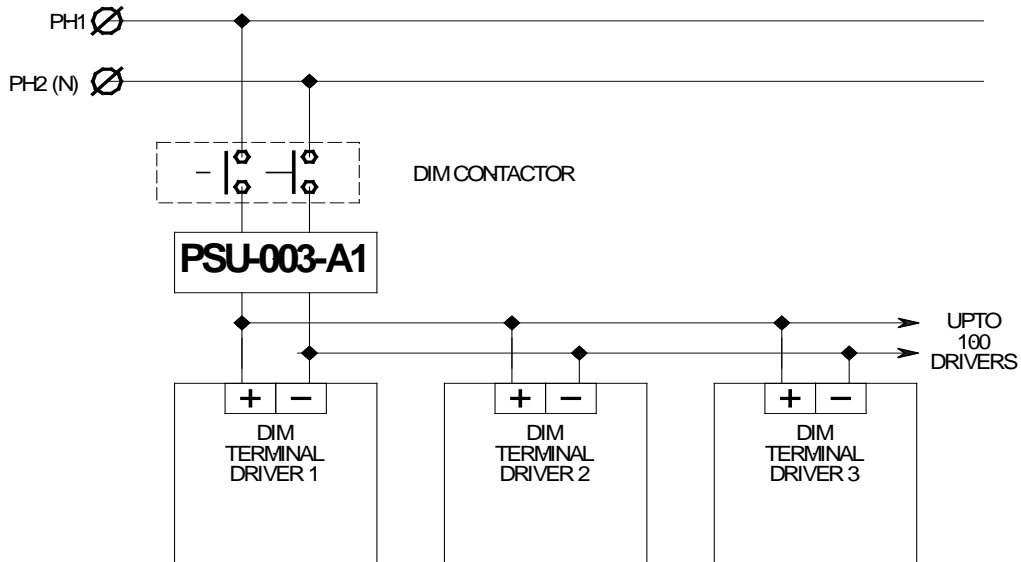 PH1
PH2 (N)
DIM CONTACTOR
PSU-003-A1
UPTO
100
DRIVERS
+ −
DIM
TERMINAL
DRIVER 1
+ −
DIM
TERMINAL
DRIVER 2
+ −
DIM
TERMINAL
DRIVER 3